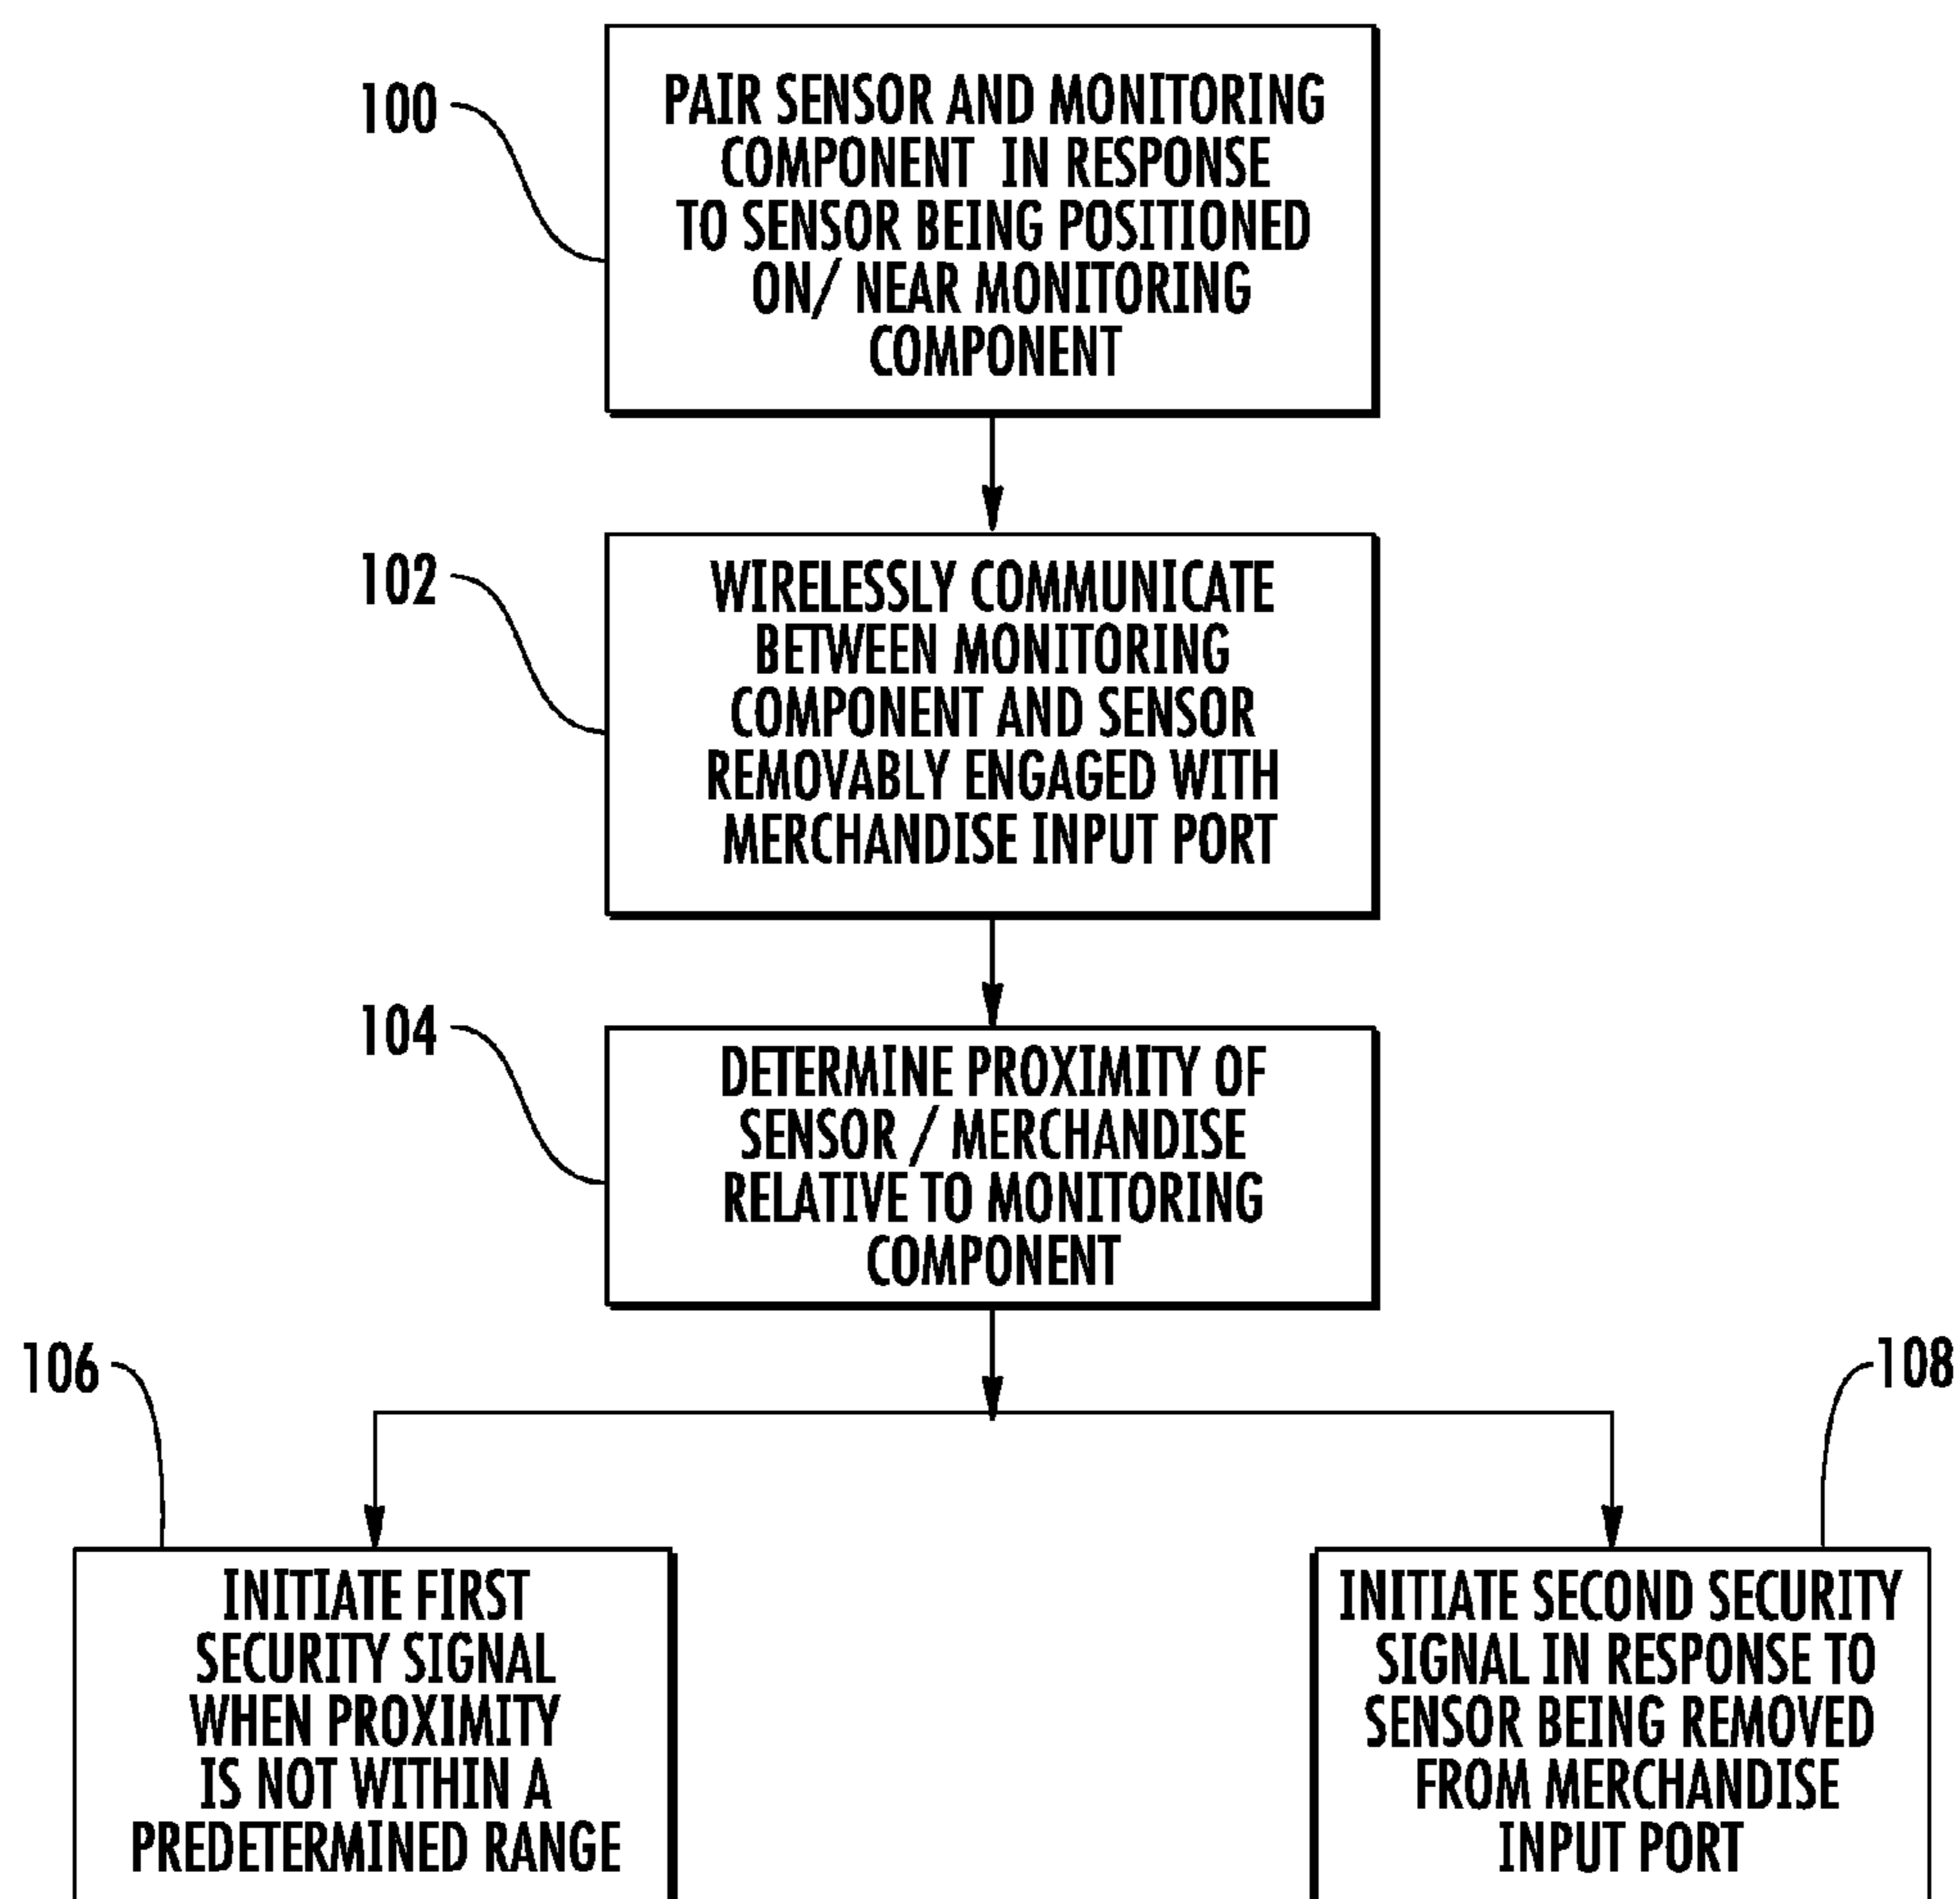 100
PAIR SENSOR AND MONITORING
COMPONENT IN RESPONSE
TO SENSOR BEING POSITIONED
ON/ NEAR MONITORING
COMPONENT
102
WIRELESSLY COMMUNICATE
BETWEEN MONITORING
COMPONENT AND SENSOR
REMOVABLY ENGAGED WITH
MERCHANDISE INPUT PORT
104
DETERMINE PROXIMITY OF
SENSOR / MERCHANDISE
RELATIVE TO MONITORING
COMPONENT
106
INITIATE FIRST
SECURITY SIGNAL
WHEN PROXIMITY
IS NOT WITHIN A
PREDETERMINED RANGE
108
INITIATE SECOND SECURITY
SIGNAL IN RESPONSE TO
SENSOR BEING REMOVED
FROM MERCHANDISE
INPUT PORT